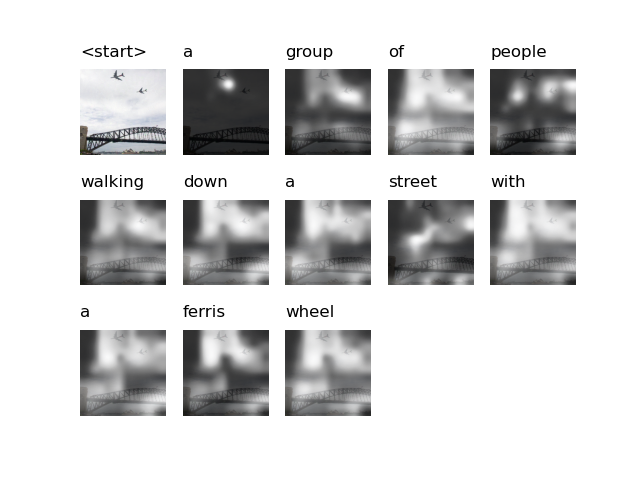 <start> a group of people
walking down a street with
a ferris wheel